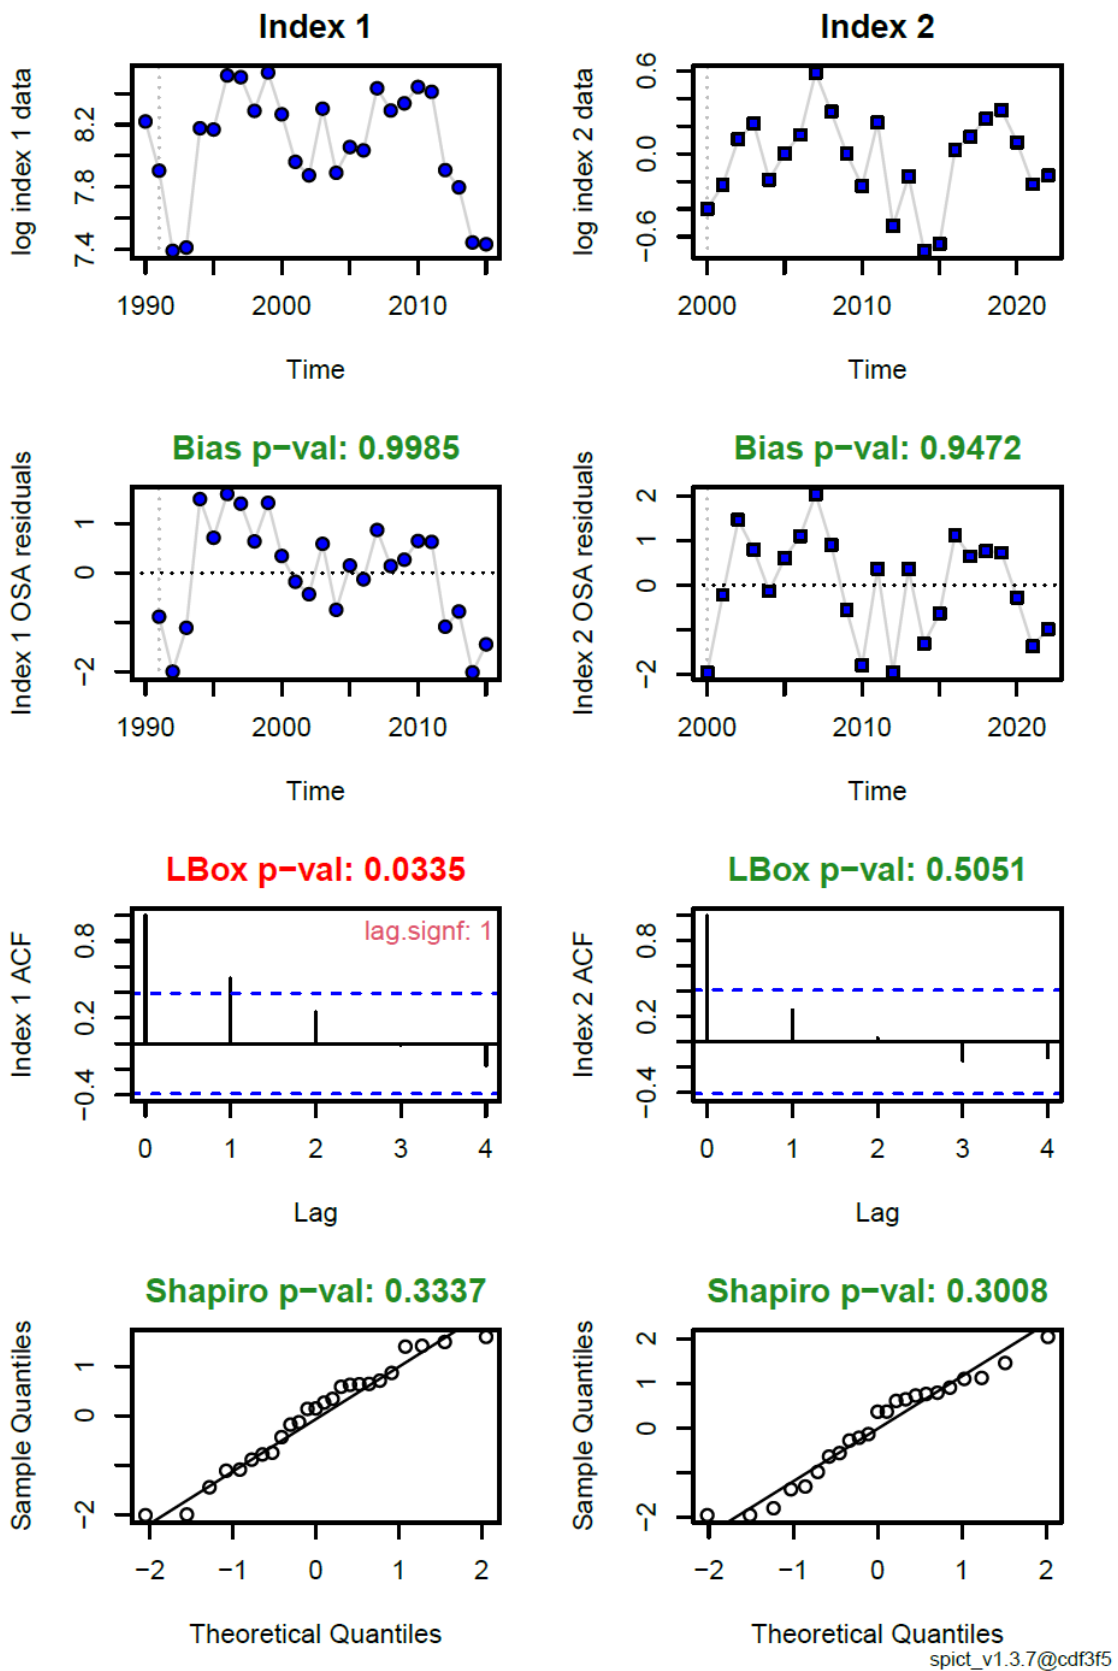 Index 1
Index 2
log index 1 data
7.4 7.8 8.2
1990 2000 2010
Time
log index 2 data
−0.6 0.0 0.6
2000 2010 2020
Time
Bias p−val: 0.9985
Bias p−val: 0.9472
Index 1 OSA residuals
−2 0 1
1990 2000 2010
Time
Index 2 OSA residuals
−2 0 1 2
2000 2010 2020
Time
LBox p−val: 0.0335
LBox p−val: 0.5051
Index 1 ACF
−0.4 0.2 0.8
lag.signf: 1
0 1 2 3 4
Lag
Index 2 ACF
−0.4 0.2 0.8
0 1 2 3 4
Lag
Shapiro p−val: 0.3337
Shapiro p−val: 0.3008
Sample Quantiles
−2 0 1
−2 −1 0 1 2
Theoretical Quantiles
Sample Quantiles
−2 0 1 2
−2 −1 0 1 2
Theoretical Quantiles
spict_v1.3.7@cdf3f5